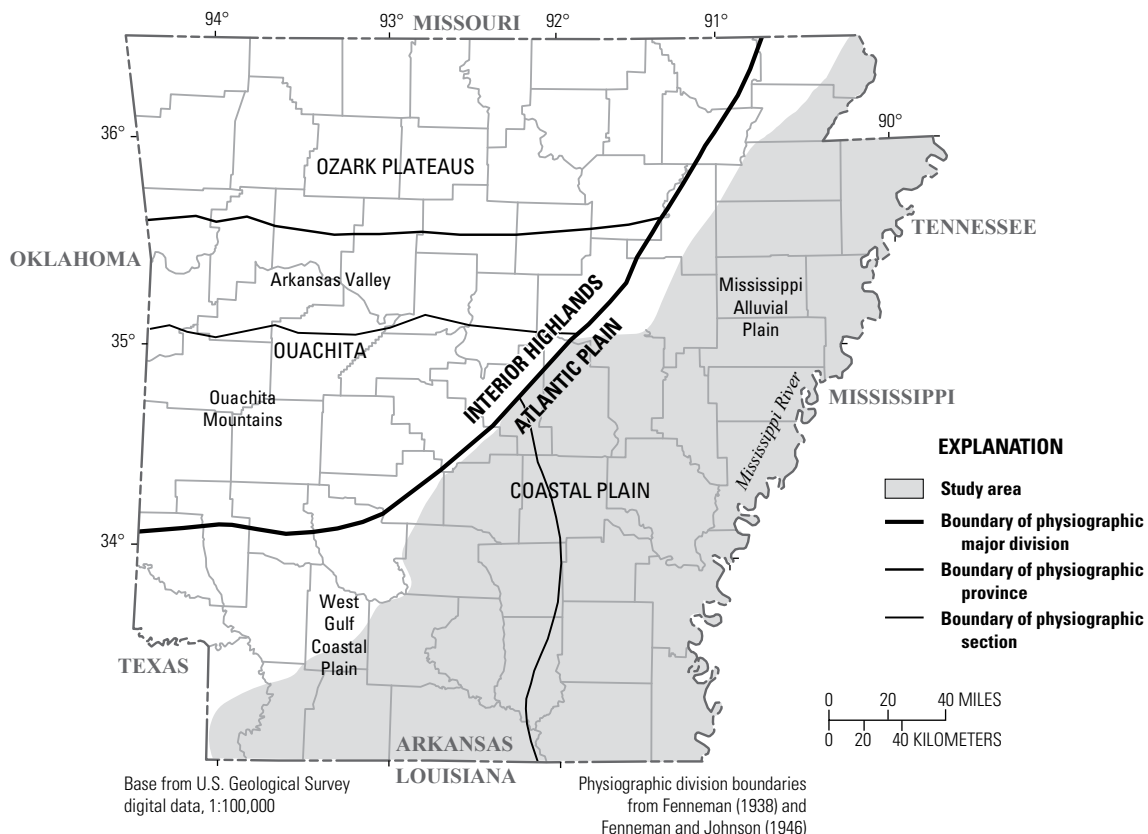 94°
93°
92°
91°
MISSOURI
36°
90°
OZARK PLATEAUS
TENNESSEE
OKLAHOMA
Arkansas Valley
Mississippi
Alluvial
Plain
INTERIOR HIGHLANDS
ATLANTIC PLAIN
35°
OUACHITA
Ouachita
Mountains
MISSISSIPPI
Mississippi River
COASTAL PLAIN
34°
West
Gulf
Coastal
Plain
TEXAS
ARKANSAS
LOUISIANA
EXPLANATION
Study area
Boundary of physiographic
major division
Boundary of physiographic
province
Boundary of physiographic
section
0 20 40 MILES
0 20 40 KILOMETERS
Base from U.S. Geological Survey
digital data, 1:100,000
Physiographic division boundaries
from Fenneman (1938) and
Fenneman and Johnson (1946)